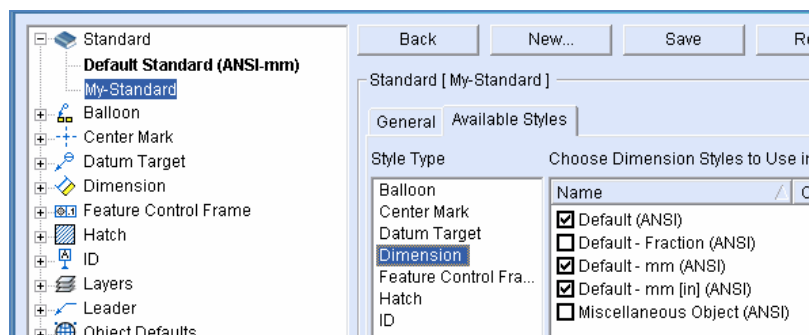 Standard
Default Standard (ANSI-mm)
My-Standard
Balloon
Center Mark
Datum Target
Dimension
Feature Control Frame
Hatch
ID
Layers
Leader
Object Defaults
Back New... Save
Standard [ My-Standard ]
General Available Styles
Style Type
Balloon
Center Mark
Datum Target
Dimension
Feature Control Fra...
Hatch
ID
Choose Dimension Styles to Use
Name
Default (ANSI)
Default - Fraction (ANSI)
Default - mm (ANSI)
Default - mm [in] (ANSI)
Miscellaneous Object (ANSI)